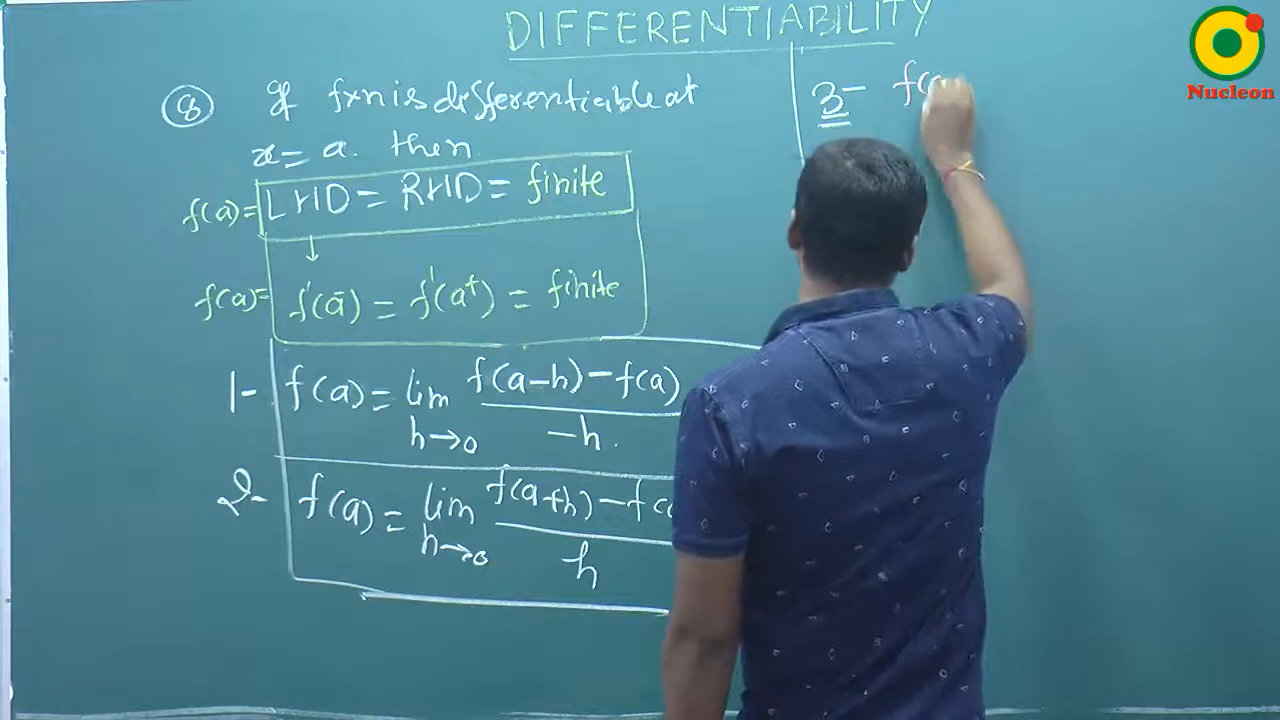 DIFFERENTIABILITY
Nucleon
8 If fxn is differentiable at
x = a. then
f(a) = LHD = RHD = finite
↓
f(a) = f'(a⁻) = f'(a⁺) = finite
1- f(a) = lim h→0 f(a-h) - f(a) / -h.
2- f(a) = lim h→0 f(a+h) - f( / h
3- f(